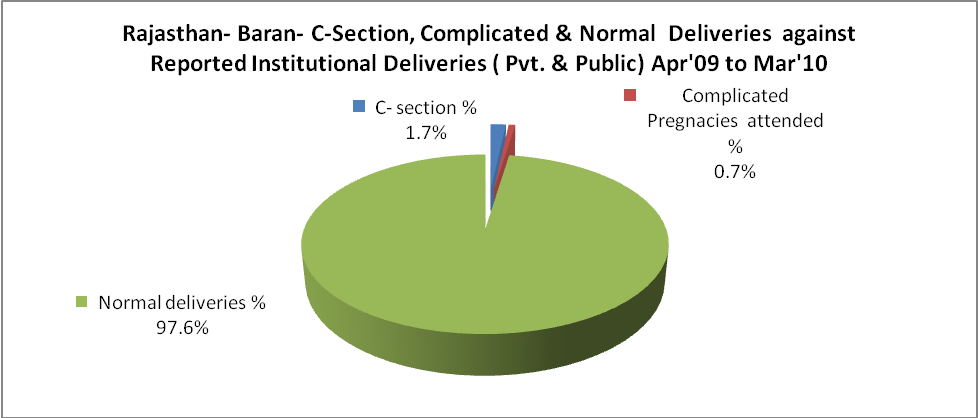 Rajasthan- Baran- C-Section, Complicated & Normal Deliveries against
Reported Institutional Deliveries ( Pvt. & Public) Apr'09 to Mar'10
C- section %
1.7%
Complicated
Pregnacies attended
%
0.7%
Normal deliveries %
97.6%